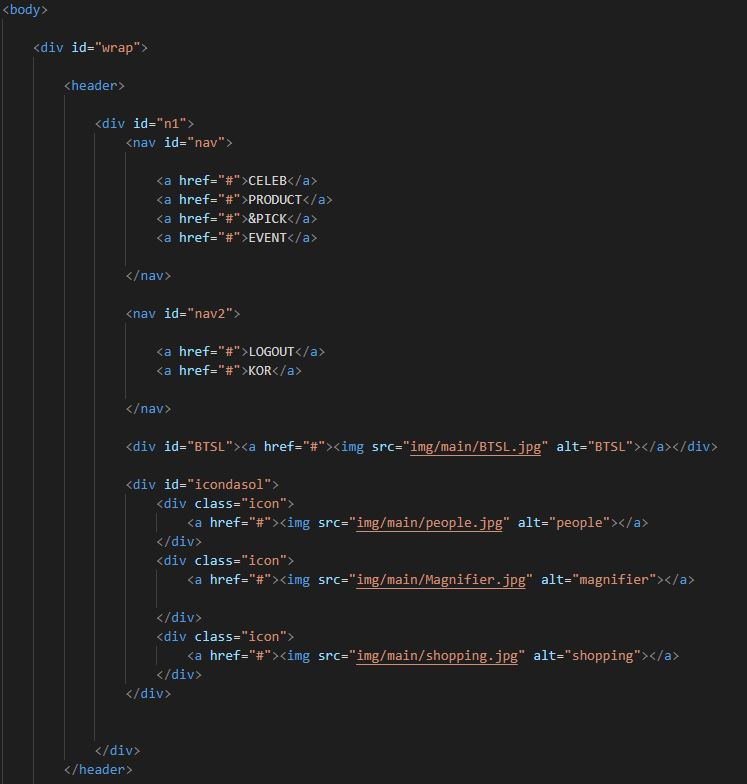 <body>
<div id="wrap">
<header>
<div id="n1">
<nav id="nav">
<a href="#">CELEB</a>
<a href="#">PRODUCT</a>
<a href="#">&PICK</a>
<a href="#">EVENT</a>
</nav>
<nav id="nav2">
<a href="#">LOGOUT</a>
<a href="#">KOR</a>
</nav>
<div id="BTSL"><a href="#"><img src="img/main/BTSL.jpg" alt="BTSL"></a></div>
<div id="icondasol">
<div class="icon">
<a href="#"><img src="img/main/people.jpg" alt="people"></a>
</div>
<div class="icon">
<a href="#"><img src="img/main/Magnifier.jpg" alt="magnifier"></a>
</div>
<div class="icon">
<a href="#"><img src="img/main/shopping.jpg" alt="shopping"></a>
</div>
</div>
</div>
</header>